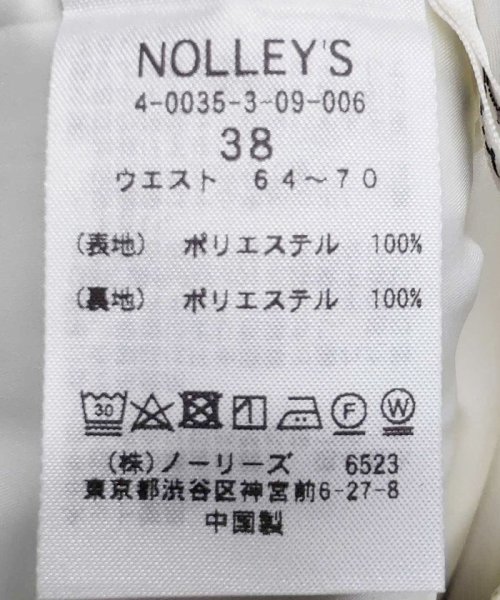 NOLLEY'S
4-0035-3-09-006
38
ウエスト 64～70
(表地) ポリエステル 100%
(裏地) ポリエステル 100%
30 F W
(株)ノーリーズ 6523
東京都渋谷区神宮前6-27-8
中国製